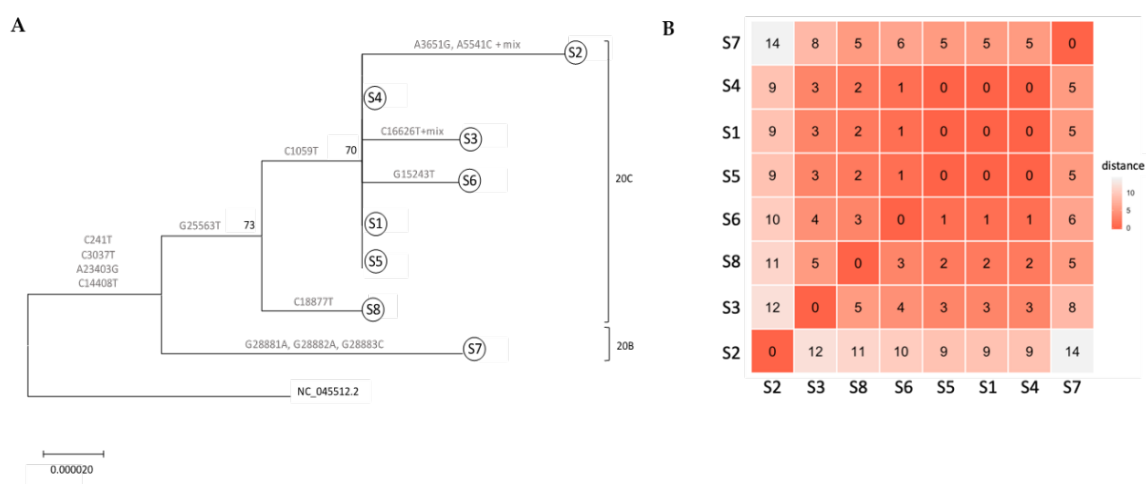 A
A3651G, A5541C + mix
S2
S4
C16626T+mix
S3
C1059T
70
G15243T
S6
20C
G25563T
73
S1
C241T
C3037T
A23403G
C14408T
S5
C18877T
S8
G28881A, G28882A, G28883C
S7
20B
NC_045512.2
0.000020
B
S7 14 8 5 6 5 5 5 0
S4 9 3 2 1 0 0 0 5
S1 9 3 2 1 0 0 0 5
S5 9 3 2 1 0 0 0 5
S6 10 4 3 0 1 1 1 6
S8 11 5 0 3 2 2 2 5
S3 12 0 5 4 3 3 3 8
S2 0 12 11 10 9 9 9 14
S2 S3 S8 S6 S5 S1 S4 S7
distance
10
5
0